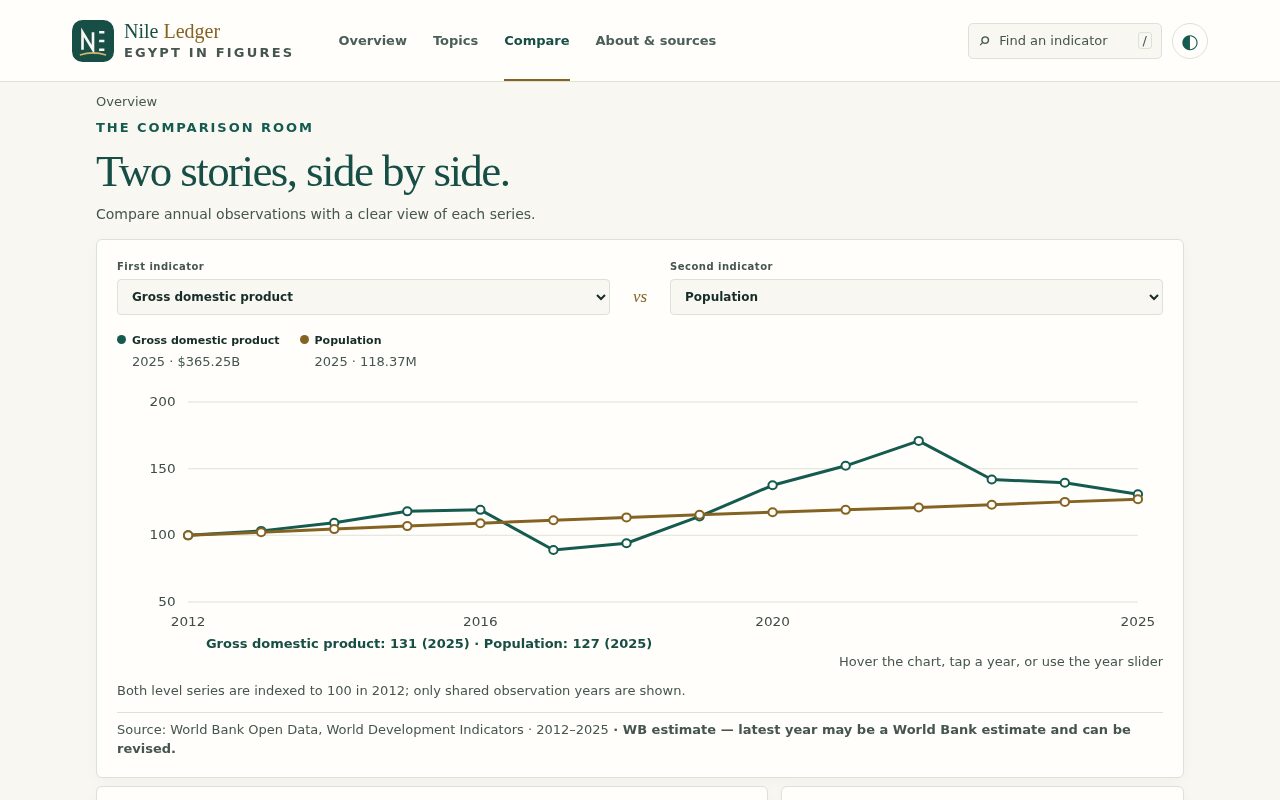 Nile Ledger
EGYPT IN FIGURES
Overview
Topics
Compare
About & sources
Find an indicator
/
Overview
THE COMPARISON ROOM
Two stories, side by side.
Compare annual observations with a clear view of each series.
First indicator
Gross domestic product
vs
Second indicator
Population
Gross domestic product
2025 · $365.25B
Population
2025 · 118.37M
200
150
100
50
2012
2016
2020
2025
Gross domestic product: 131 (2025) · Population: 127 (2025)
Hover the chart, tap a year, or use the year slider
Both level series are indexed to 100 in 2012; only shared observation years are shown.
Source: World Bank Open Data, World Development Indicators · 2012–2025 · WB estimate — latest year may be a World Bank estimate and can be
revised.